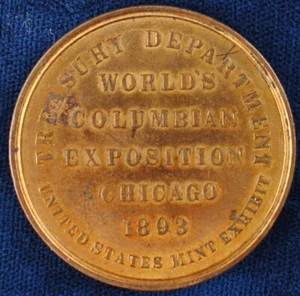 TREASURY DEPARTMENT
WORLD'S
COLUMBIAN
EXPOSITION
CHICAGO
1893
UNITED STATES MINT EXHIBIT